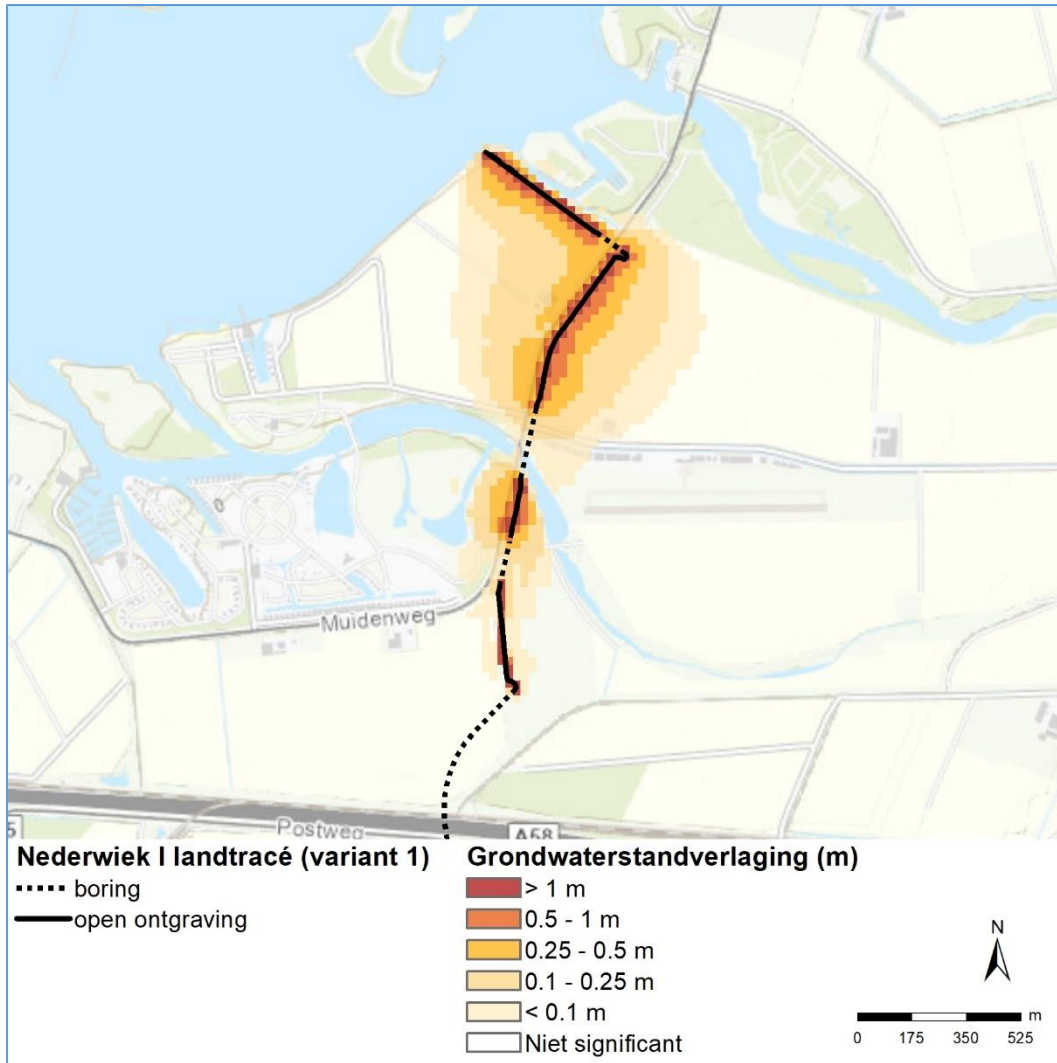 Muidenweg
Postweg
A58
Nederwiek I landtracé (variant 1)
boring
open ontgraving
Grondwaterstandverlaging (m)
> 1 m
0.5 - 1 m
0.25 - 0.5 m
0.1 - 0.25 m
< 0.1 m
Niet significant
N
m
0 175 350 525